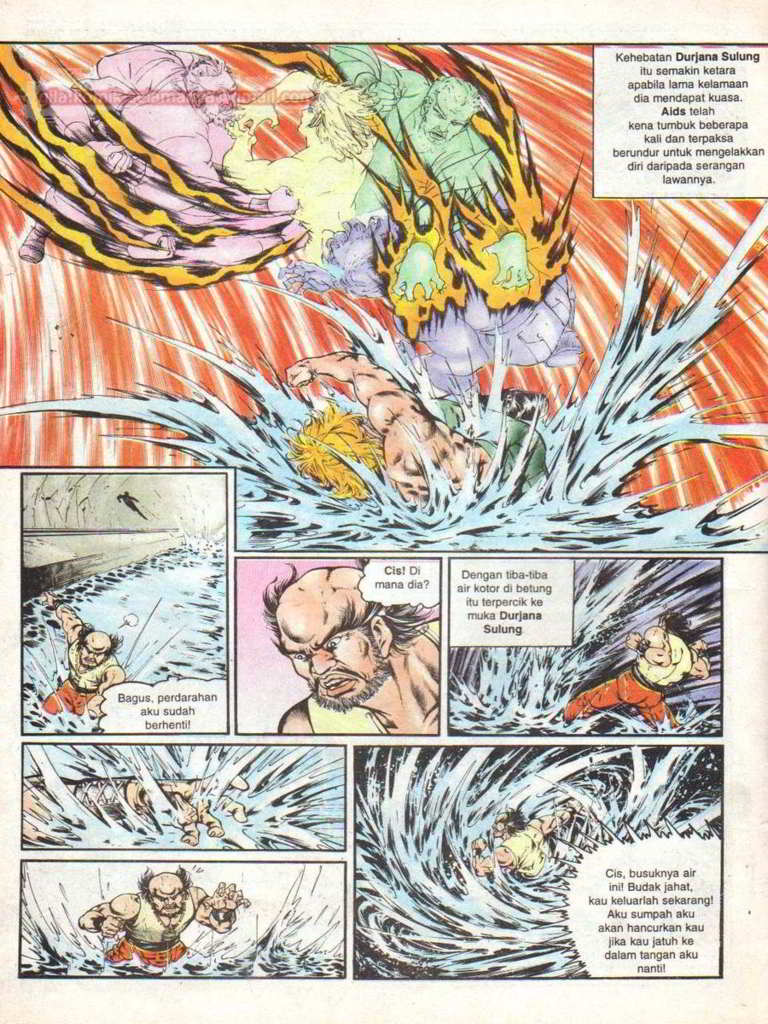 Kehebatan Durjana Sulung
itu semakin ketara
apabila lama kelamaan
dia mendapat kuasa.
Aids telah
kena tumbuk beberapa
kali dan terpaksa
berundur untuk mengelakkan
diri daripada serangan
lawannya.
Bagus, perdarahan
aku sudah
berhenti!
Cis! Di
mana dia?
Dengan tiba-tiba
air kotor di betung
itu terpercik ke
muka Durjana
Sulung
Cis, busuknya air
ini! Budak jahat,
kau keluarlah sekarang!
Aku sumpah aku
akan hancurkan kau
jika kau jatuh ke
dalam tangan aku
nanti!